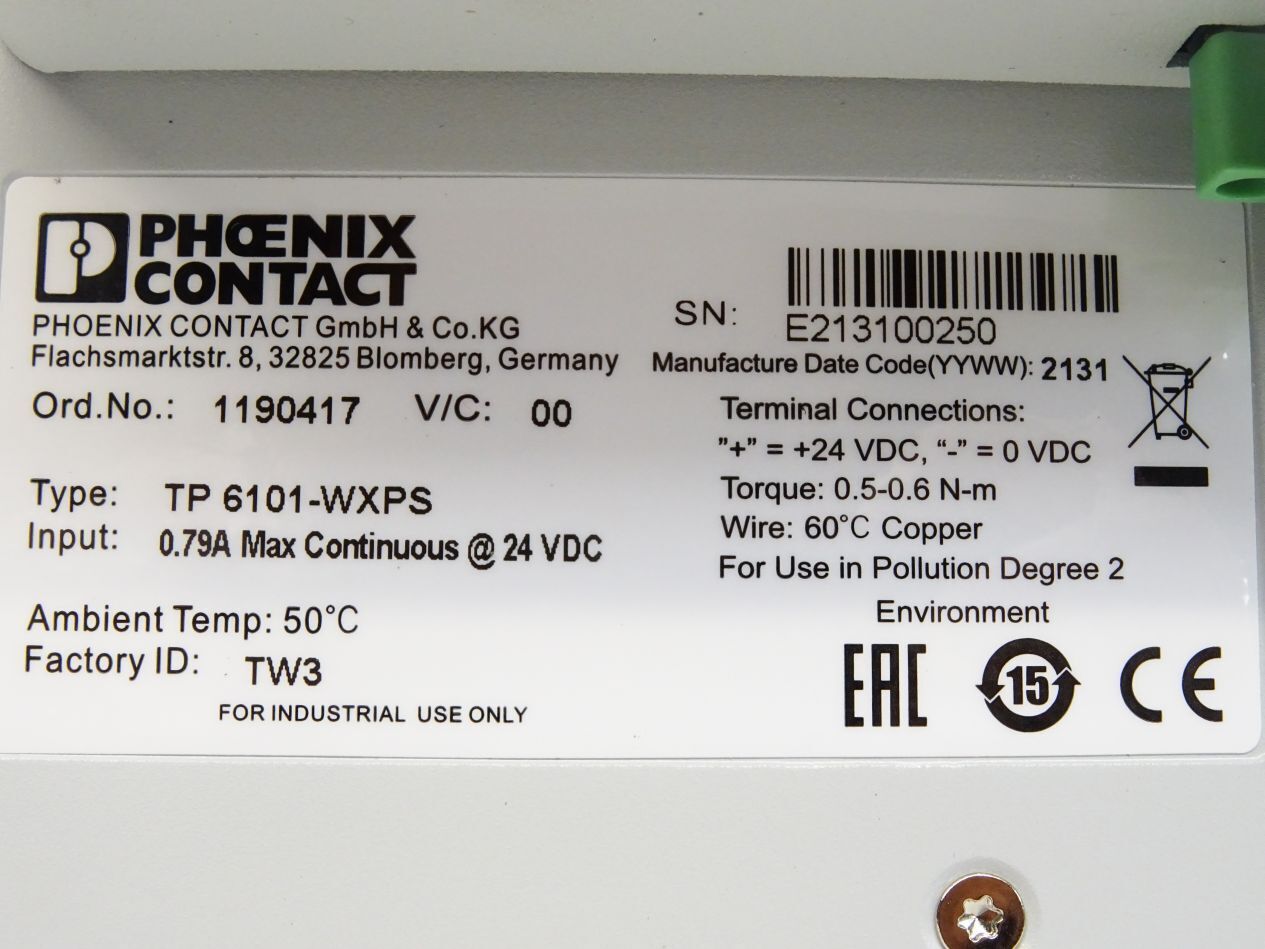 PHŒNIX
CONTACT
PHOENIX CONTACT GmbH & Co.KG
Flachsmarktstr. 8, 32825 Blomberg, Germany
Ord.No.: 1190417 V/C: 00
Type: TP 6101-WXPS
Input: 0.79A Max Continuous @ 24 VDC
Ambient Temp: 50°C
Factory ID: TW3
FOR INDUSTRIAL USE ONLY
SN:
E213100250
Manufacture Date Code(YYWW): 2131
Terminal Connections:
"+" = +24 VDC, “-” = 0 VDC
Torque: 0.5-0.6 N-m
Wire: 60°C Copper
For Use in Pollution Degree 2
Environment
EAC 15 CE